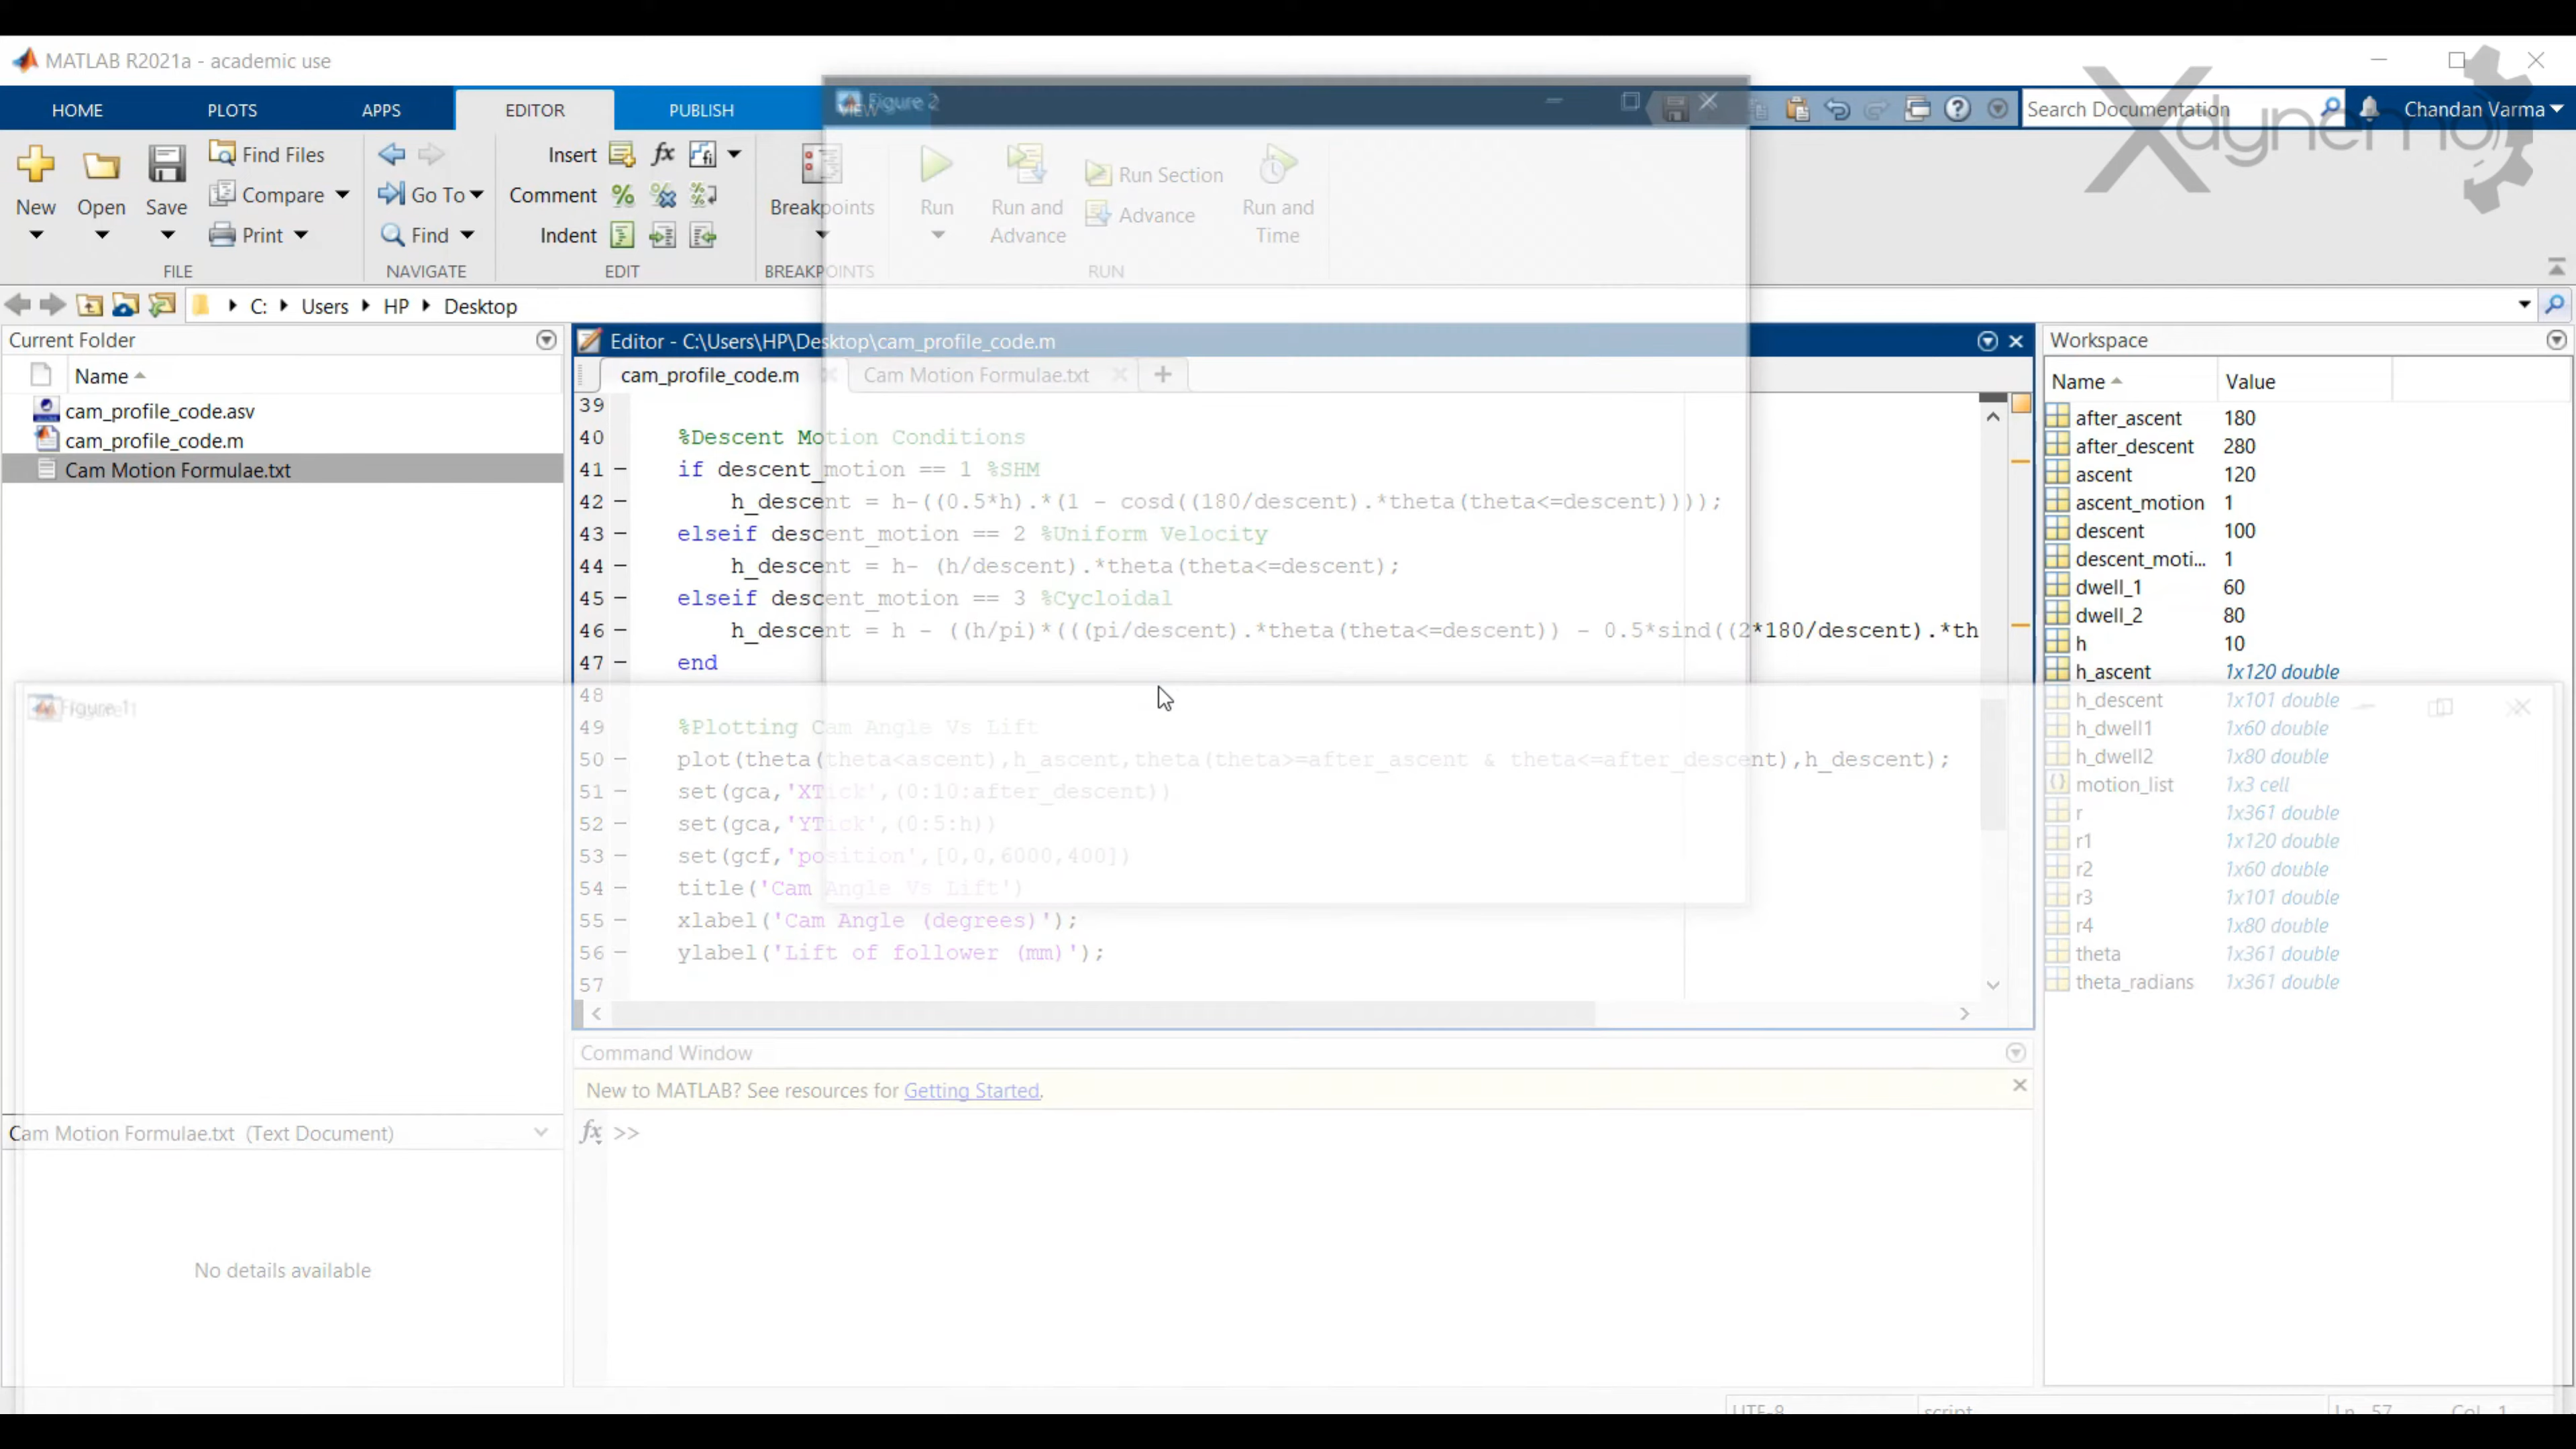 MATLAB R2021a - academic use
Xdynemo
HOME PLOTS APPS EDITOR PUBLISH VIEW
Figure 2
Search Documentation
Chandan Varma
New Open Save
Find Files
Compare
Print
Go To
Find
Insert
Comment
Indent
Breakpoints
Run
Run and Advance
Run Section
Advance
Run and Time
FILE NAVIGATE EDIT BREAKPOINTS RUN
C: Users HP Desktop
Current Folder
Name
cam_profile_code.asv
cam_profile_code.m
Cam Motion Formulae.txt
Editor - C:\Users\HP\Desktop\cam_profile_code.m
cam_profile_code.m Cam Motion Formulae.txt
39
40 %Descent Motion Conditions
41 if descent_motion == 1 %SHM
42 h_descent = h-((0.5*h).*(1 - cosd((180/descent).*theta(theta<=descent))));
43 elseif descent_motion == 2 %Uniform Velocity
44 h_descent = h- (h/descent).*theta(theta<=descent);
45 elseif descent_motion == 3 %Cycloidal
46 h_descent = h - ((h/pi)*(((pi/descent).*theta(theta<=descent)) - 0.5*sind((2*180/descent).*th
47 end
48
49 %Plotting Cam Angle Vs Lift
50 plot(theta(theta<ascent),h_ascent,theta(theta>=after_ascent & theta<=after_descent),h_descent);
51 set(gca,'XTick',(0:10:after_descent))
52 set(gca,'YTick',(0:5:h))
53 set(gcf,'position',[0,0,6000,400])
54 title('Cam Angle Vs Lift')
55 xlabel('Cam Angle (degrees)');
56 ylabel('Lift of follower (mm)');
57
Workspace
Name Value
after_ascent 180
after_descent 280
ascent 120
ascent_motion 1
descent 100
descent_moti... 1
dwell_1 60
dwell_2 80
h 10
h_ascent 1x120 double
h_descent 1x101 double
h_dwell1 1x60 double
h_dwell2 1x80 double
motion_list 1x3 cell
r 1x361 double
r1 1x120 double
r2 1x60 double
r3 1x101 double
r4 1x80 double
theta 1x361 double
theta_radians 1x361 double
Figure 1
Command Window
New to MATLAB? See resources for Getting Started.
fx >>
Cam Motion Formulae.txt (Text Document)
No details available
UTF-8 script Ln 57 Col 1